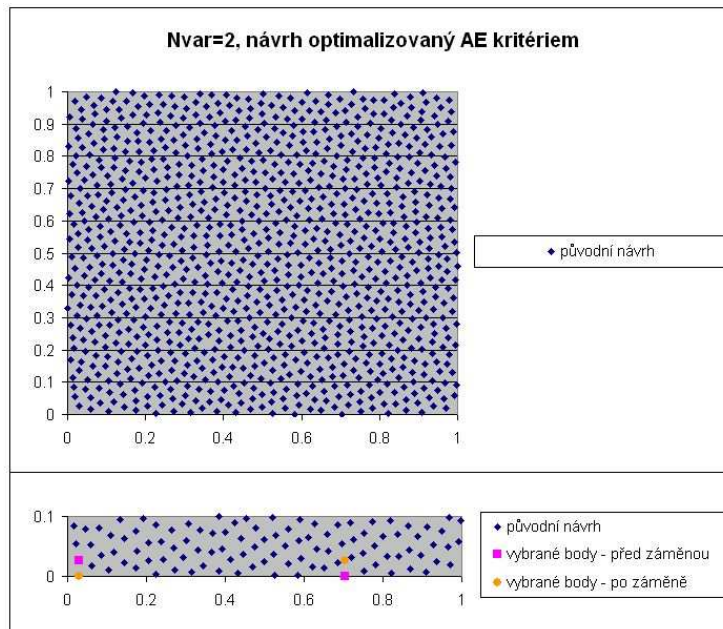 Nvar=2, návrh optimalizovaný AE kritériem
1
0.9
0.8
0.7
0.6
0.5
0.4
0.3
0.2
0.1
0
0 0.2 0.4 0.6 0.8 1
původní návrh
0.1
0
0 0.2 0.4 0.6 0.8 1
původní návrh
vybrané body - před záměnou
vybrané body - po záměně